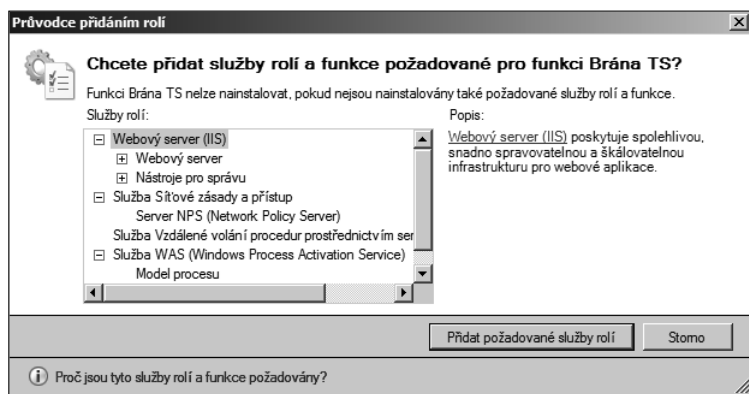 Průvodce přidáním rolí
Chcete přidat služby rolí a funkce požadované pro funkci Brána TS?
Funkci Brána TS nelze nainstalovat, pokud nejsou nainstalovány také požadované služby rolí a funkce.
Služby rolí:
Webový server (IIS)
Webový server
Nástroje pro správu
Služba Síťové zásady a přístup
Server NPS (Network Policy Server)
Služba Vzdálené volání procedur prostřednictvím ser
Služba WAS (Windows Process Activation Service)
Model procesu
Popis:
Webový server (IIS) poskytuje spolehlivou,
snadno spravovatelnou a škálovatelnou
infrastrukturu pro webové aplikace.
Přidat požadované služby rolí
Storno
Proč jsou tyto služby rolí a funkce požadovány?